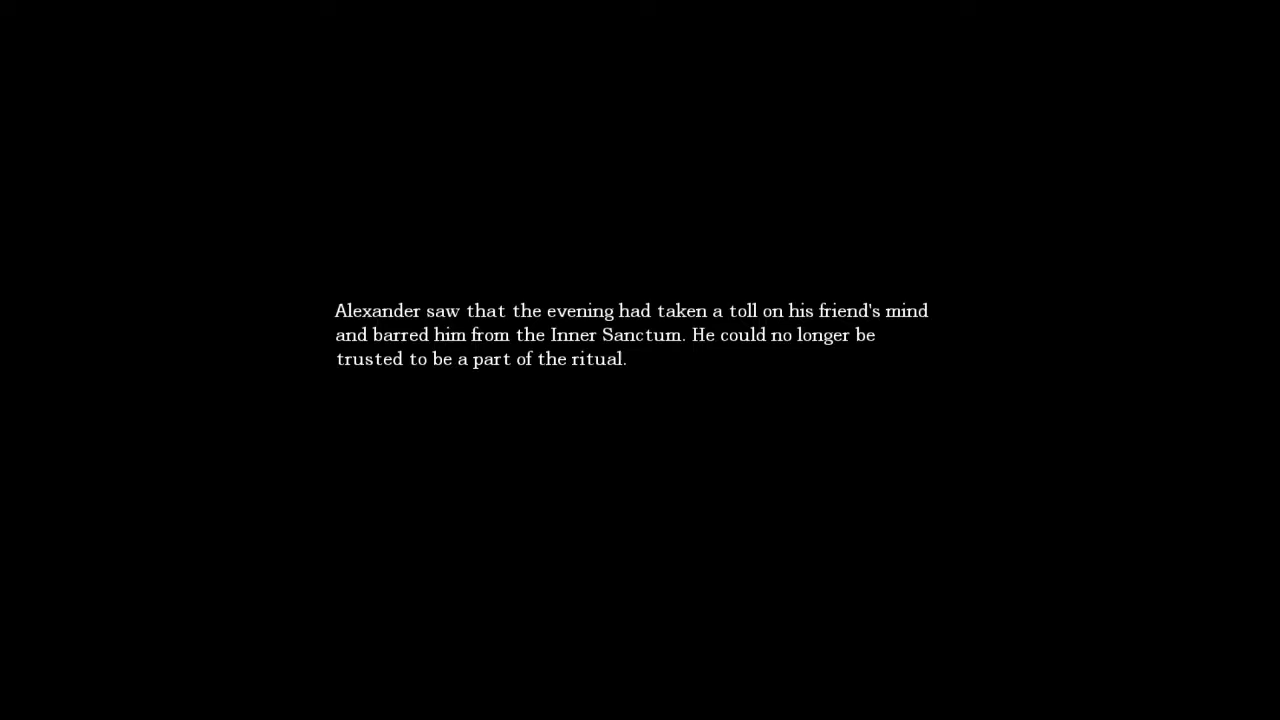 Alexander saw that the evening had taken a toll on his friend's mind
and barred him from the Inner Sanctum. He could no longer be
trusted to be a part of the ritual.